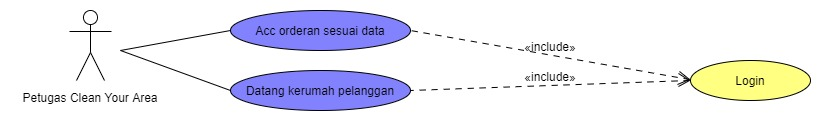 Acc orderan sesuai data
«include»
Login
«include»
Datang kerumah pelanggan
Petugas Clean Your Area